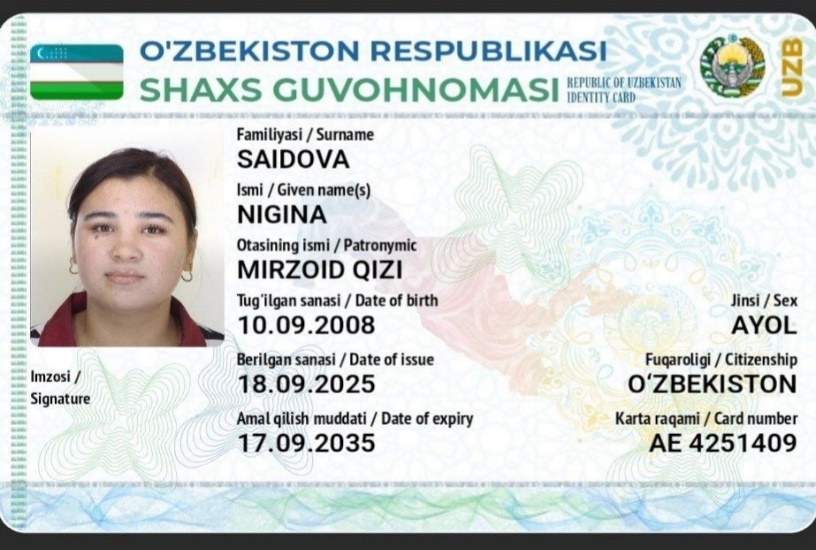 O'ZBEKISTON RESPUBLIKASI
SHAXS GUVOHNOMASI
REPUBLIC OF UZBEKISTAN
IDENTITY CARD
UZB
Familiyasi / Surname
SAIDOVA
Ismi / Given name(s)
NIGINA
Otasining ismi / Patronymic
MIRZOID QIZI
Tug'ilgan sanasi / Date of birth
10.09.2008
Jinsi / Sex
AYOL
Berilgan sanasi / Date of issue
18.09.2025
Fuqaroligi / Citizenship
OʻZBEKISTON
Imzosi /
Signature
Amal qilish muddati / Date of expiry
17.09.2035
Karta raqami / Card number
AE 4251409